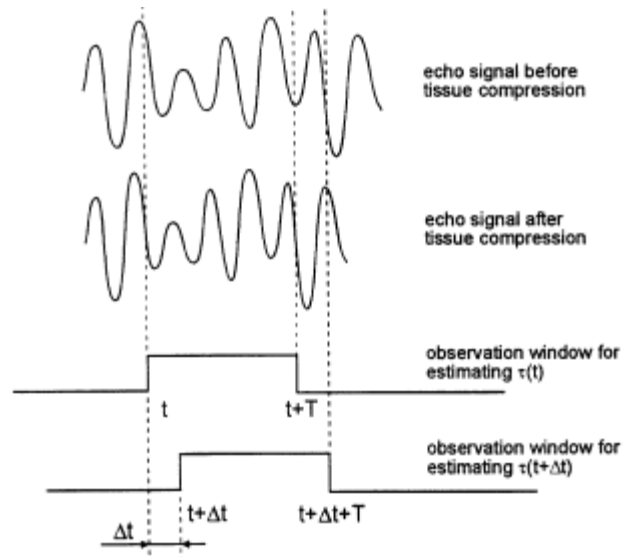 echo signal before
tissue compression
echo signal after
tissue compression
observation window for
estimating τ(t)
t
t+T
observation window for
estimating τ(t+Δt)
t+Δt
t+Δt+T
Δt